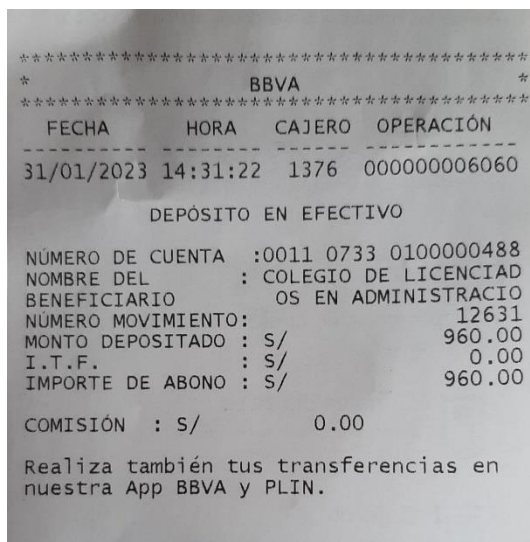 ******************************************
* BBVA *
******************************************
FECHA HORA CAJERO OPERACIÓN
---------- -------- ------ ------------
31/01/2023 14:31:22 1376 000000006060
DEPÓSITO EN EFECTIVO
NÚMERO DE CUENTA :0011 0733 0100000488
NOMBRE DEL : COLEGIO DE LICENCIAD
BENEFICIARIO OS EN ADMINISTRACIO
NÚMERO MOVIMIENTO: 12631
MONTO DEPOSITADO : S/ 960.00
I.T.F. : S/ 0.00
IMPORTE DE ABONO : S/ 960.00
COMISIÓN : S/ 0.00
Realiza también tus transferencias en
nuestra App BBVA y PLIN.